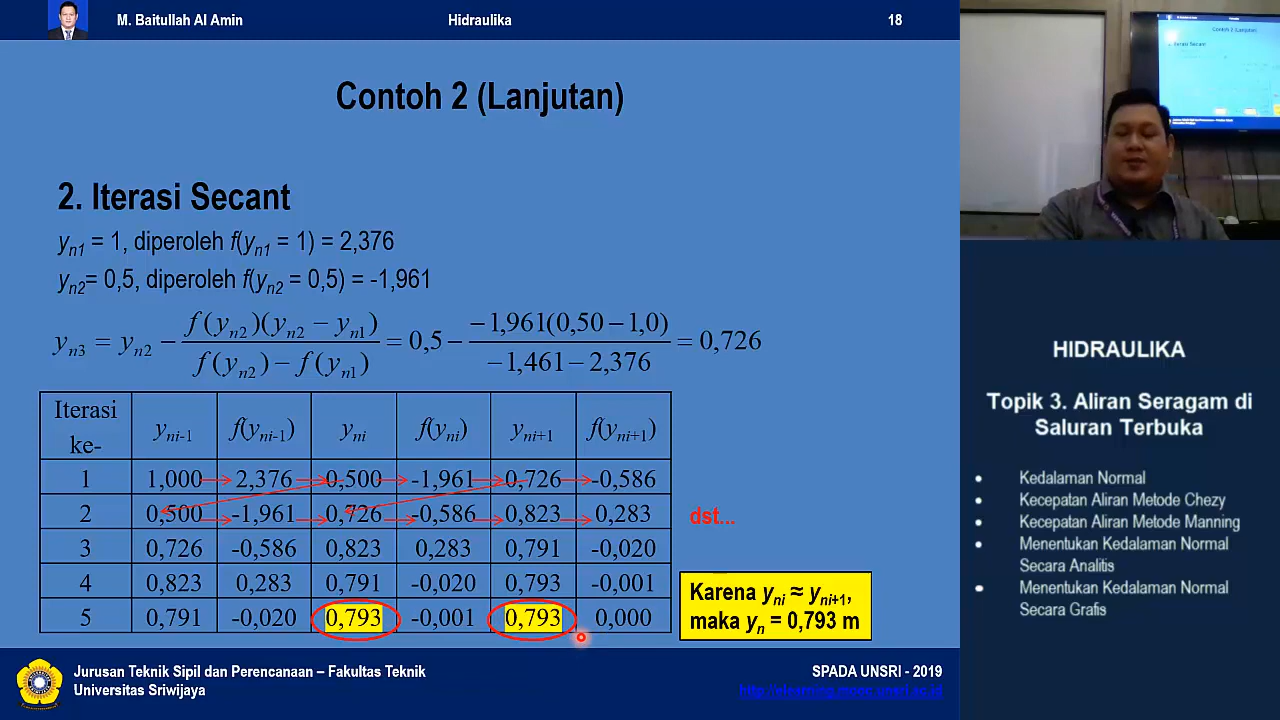 M. Baitullah Al Amin
Hidraulika
18
Contoh 2 (Lanjutan)
2. Iterasi Secant
yn1 = 1, diperoleh f(yn1 = 1) = 2,376
yn2= 0,5, diperoleh f(yn2 = 0,5) = -1,961
yn3 = yn2 − f(yn2)(yn2 − yn1) / f(yn2) − f(yn1) = 0,5 − −1,961(0,50 −1,0) / −1,461 − 2,376 = 0,726
Iterasi ke- yni-1 f(yni-1) yni f(yni) yni+1 f(yni+1)
1 1,000 2,376 0,500 -1,961 0,726 -0,586
2 0,500 -1,961 0,726 -0,586 0,823 0,283
dst...
3 0,726 -0,586 0,823 0,283 0,791 -0,020
4 0,823 0,283 0,791 -0,020 0,793 -0,001
5 0,791 -0,020 0,793 -0,001 0,793 0,000
Karena yni ≈ yni+1,
maka yn = 0,793 m
Jurusan Teknik Sipil dan Perencanaan – Fakultas Teknik
Universitas Sriwijaya
SPADA UNSRI - 2019
http://elearning.mooc.unsri.ac.id
Contoh 2 (Lanjutan)
HIDRAULIKA
Topik 3. Aliran Seragam di
Saluran Terbuka
• Kedalaman Normal
• Kecepatan Aliran Metode Chezy
• Kecepatan Aliran Metode Manning
• Menentukan Kedalaman Normal
Secara Analitis
• Menentukan Kedalaman Normal
Secara Grafis